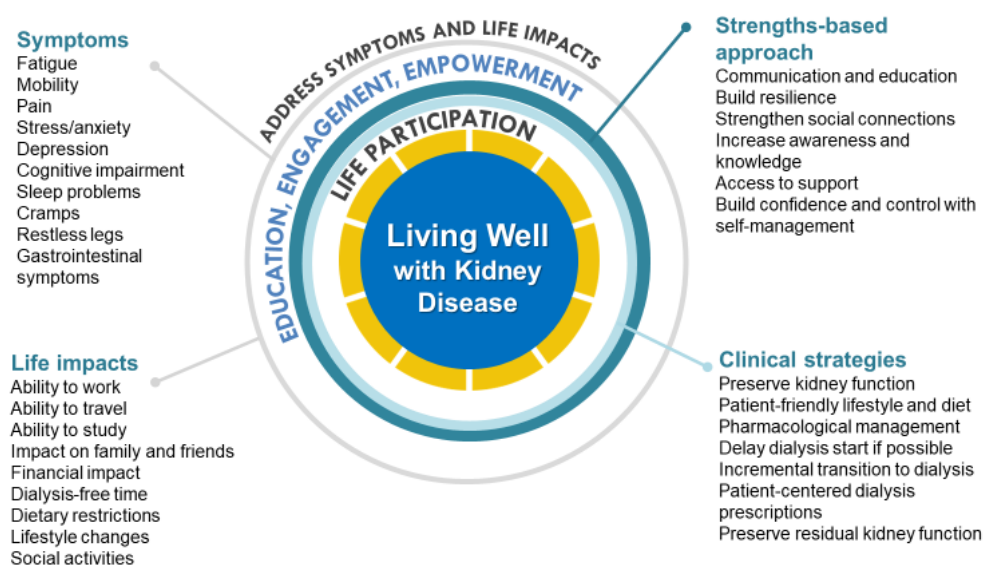 Symptoms
Fatigue
Mobility
Pain
Stress/anxiety
Depression
Cognitive impairment
Sleep problems
Cramps
Restless legs
Gastrointestinal
symptoms
Life impacts
Ability to work
Ability to travel
Ability to study
Impact on family and friends
Financial impact
Dialysis-free time
Dietary restrictions
Lifestyle changes
Social activities
ADDRESS SYMPTOMS AND LIFE IMPACTS
EDUCATION, ENGAGEMENT, EMPOWERMENT
LIFE PARTICIPATION
Living Well
with Kidney
Disease
Strengths-based
approach
Communication and education
Build resilience
Strengthen social connections
Increase awareness and
knowledge
Access to support
Build confidence and control with
self-management
Clinical strategies
Preserve kidney function
Patient-friendly lifestyle and diet
Pharmacological management
Delay dialysis start if possible
Incremental transition to dialysis
Patient-centered dialysis
prescriptions
Preserve residual kidney function